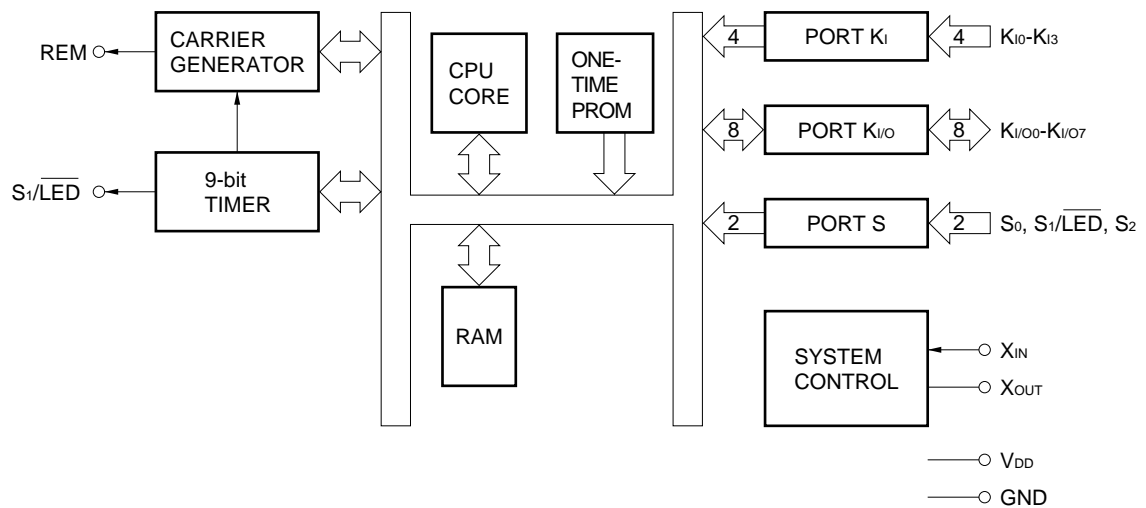 REM
CARRIER
GENERATOR
S1/LED
9-bit
TIMER
CPU
CORE
ONE-
TIME
PROM
RAM
4
PORT KI
4
KI0-KI3
8
PORT KI/O
8
KI/O0-KI/O7
2
PORT S
2
S0, S1/LED, S2
SYSTEM
CONTROL
XIN
XOUT
VDD
GND